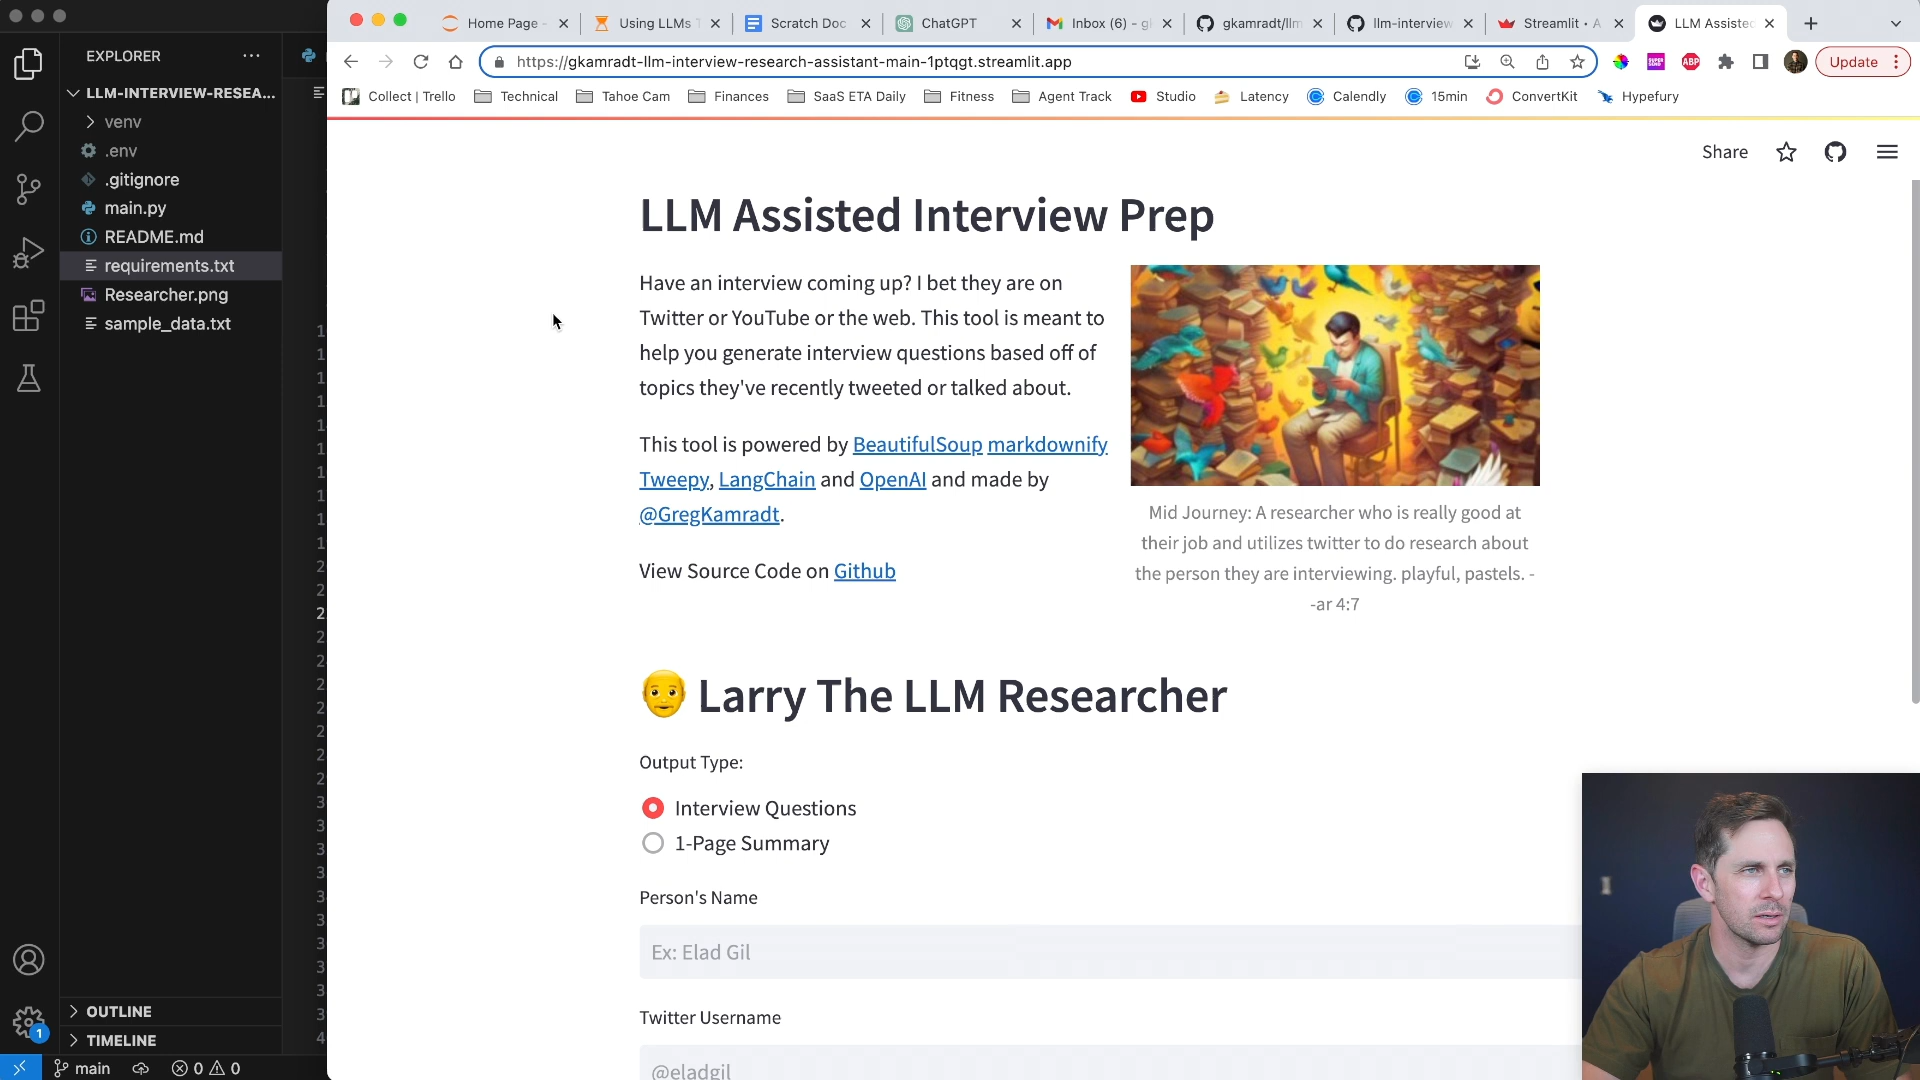 EXPLORER
LLM-INTERVIEW-RESEA...
venv
.env
.gitignore
main.py
README.md
requirements.txt
Researcher.png
sample_data.txt
OUTLINE
TIMELINE
1
main
0 0
Home Page -
Using LLMs
Scratch Doc
ChatGPT
Inbox (6) -
gkamradt/llm
llm-interview
Streamlit •
LLM Assiste
https://gkamradt-llm-interview-research-assistant-main-1ptqgt.streamlit.app
ABP
Update
Collect | Trello
Technical
Tahoe Cam
Finances
SaaS ETA Daily
Fitness
Agent Track
Studio
Latency
Calendly
15min
ConvertKit
Hypefury
Share
LLM Assisted Interview Prep
Have an interview coming up? I bet they are on
Twitter or YouTube or the web. This tool is meant to
help you generate interview questions based off of
topics they've recently tweeted or talked about.
This tool is powered by BeautifulSoup markdownify
Tweepy, LangChain and OpenAI and made by
@GregKamradt.
View Source Code on Github
Mid Journey: A researcher who is really good at
their job and utilizes twitter to do research about
the person they are interviewing. playful, pastels. -
-ar 4:7
Larry The LLM Researcher
Output Type:
Interview Questions
1-Page Summary
Person's Name
Ex: Elad Gil
Twitter Username
@eladgil